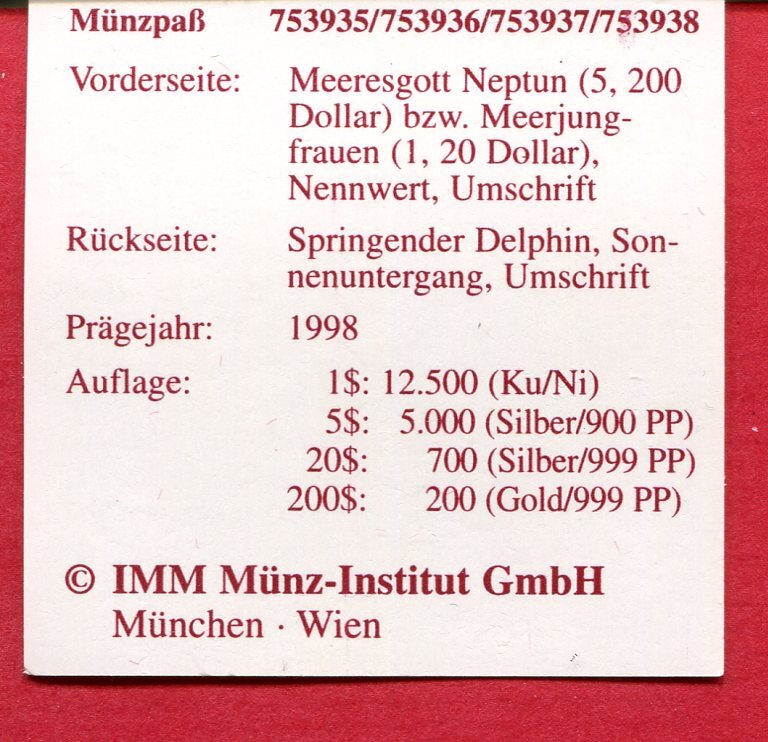 Münzpaß 753935/753936/753937/753938
Vorderseite: Meeresgott Neptun (5, 200
Dollar) bzw. Meerjung-
frauen (1, 20 Dollar),
Nennwert, Umschrift
Rückseite: Springender Delphin, Son-
nenuntergang, Umschrift
Prägejahr: 1998
Auflage: 1$: 12.500 (Ku/Ni)
5$: 5.000 (Silber/900 PP)
20$: 700 (Silber/999 PP)
200$: 200 (Gold/999 PP)
© IMM Münz-Institut GmbH
München · Wien